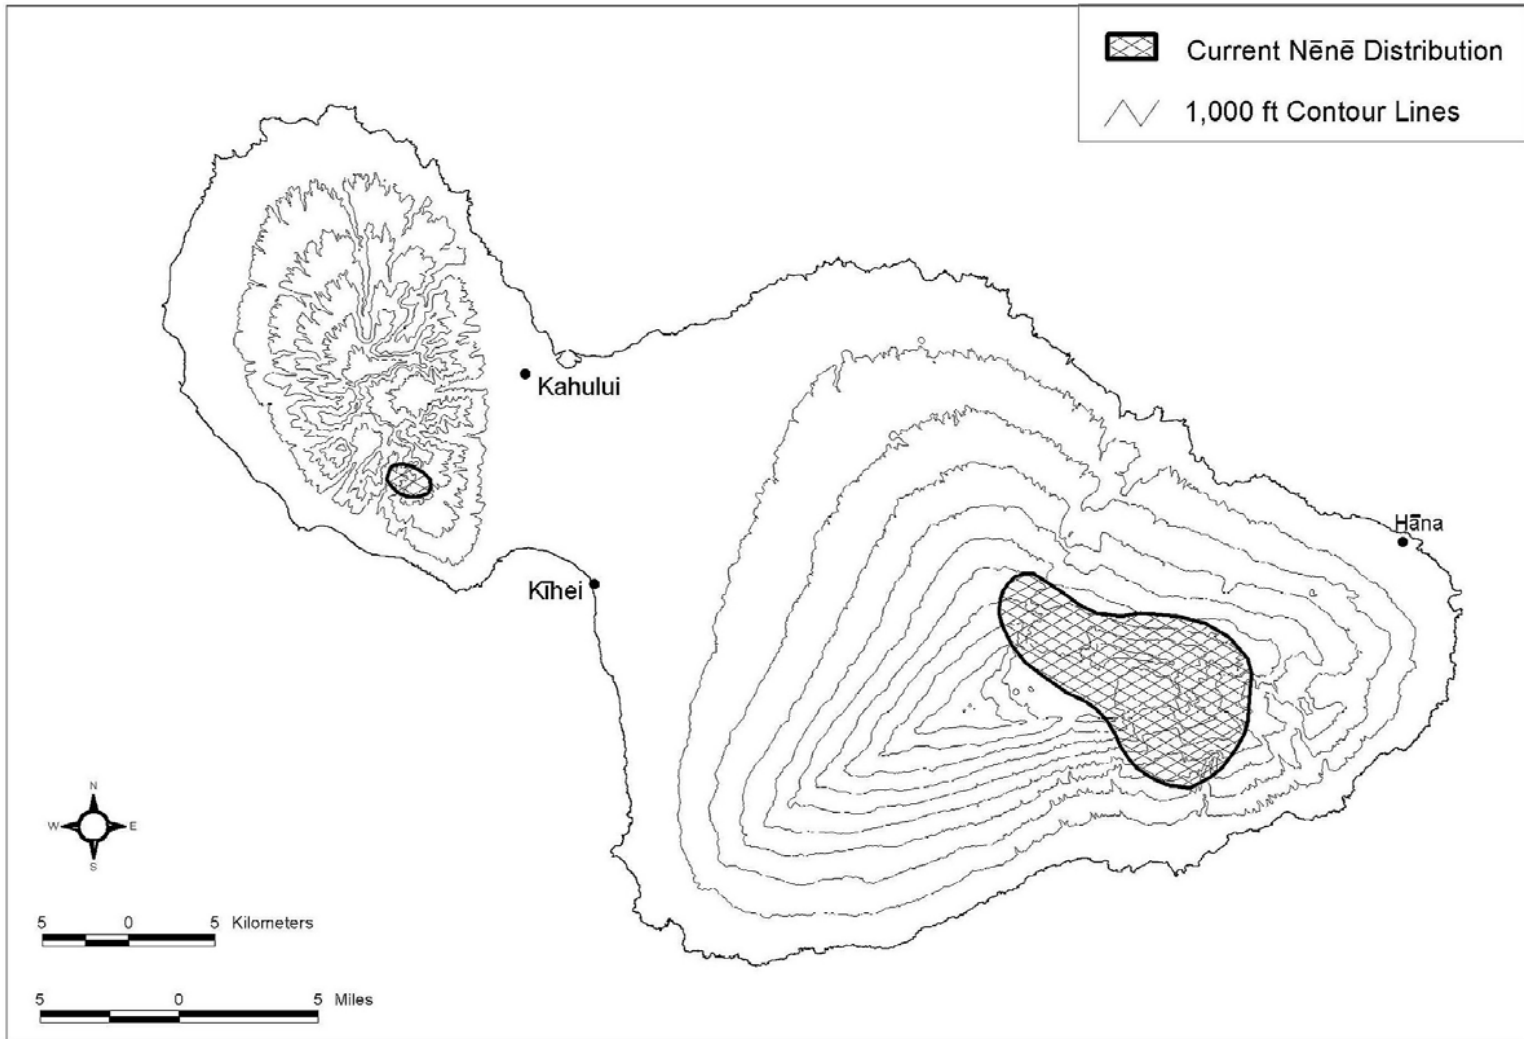 Current Nēnē Distribution
1,000 ft Contour Lines
Kahului
Hāna
Kīhei
N
W E
S
5 0 5 Kilometers
5 0 5 Miles